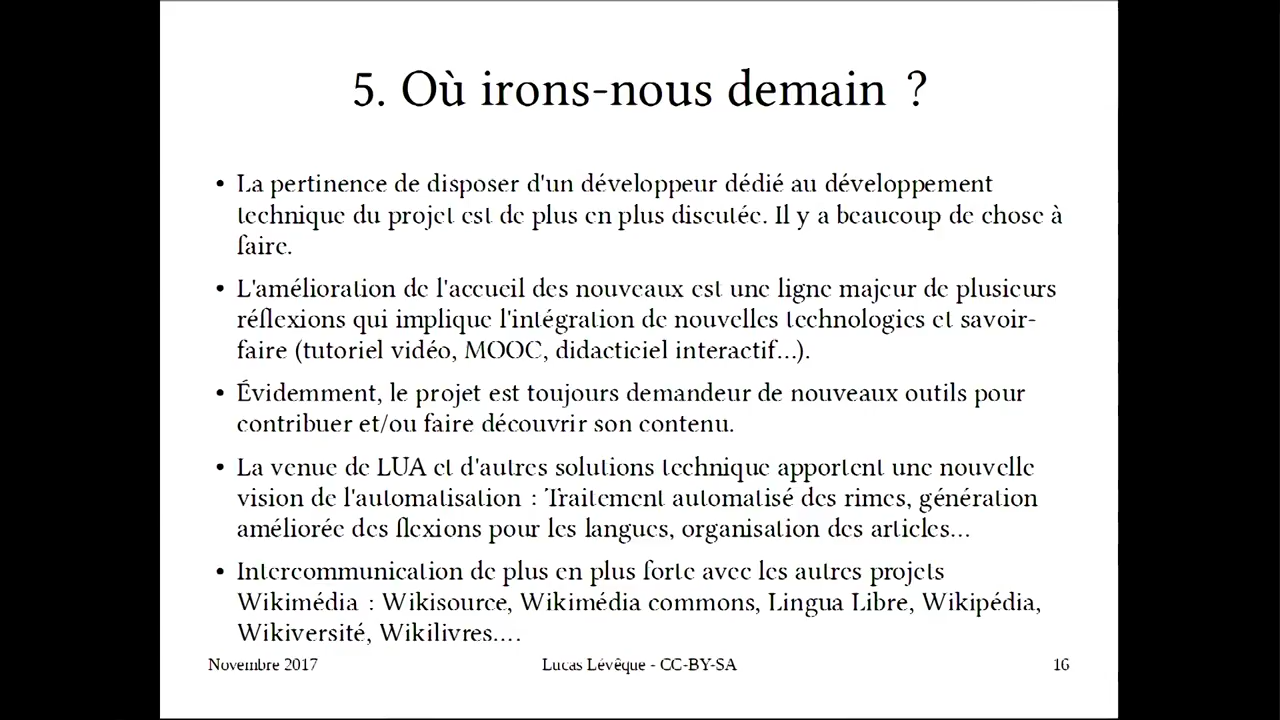 5. Où irons-nous demain ?
• La pertinence de disposer d'un développeur dédié au développement
technique du projet est de plus en plus discutée. Il y a beaucoup de chose à
faire.
• L'amélioration de l'accueil des nouveaux est une ligne majeur de plusieurs
réflexions qui implique l'intégration de nouvelles technologies et savoir-
faire (tutoriel vidéo, MOOC, didacticiel interactif…).
• Évidemment, le projet est toujours demandeur de nouveaux outils pour
contribuer et/ou faire découvrir son contenu.
• La venue de LUA et d'autres solutions technique apportent une nouvelle
vision de l'automatisation : Traitement automatisé des rimes, génération
améliorée des flexions pour les langues, organisation des articles…
• Intercommunication de plus en plus forte avec les autres projets
Wikimédia : Wikisource, Wikimédia commons, Lingua Libre, Wikipédia,
Wikiversité, Wikilivres….
Novembre 2017
Lucas Lévêque - CC-BY-SA
16